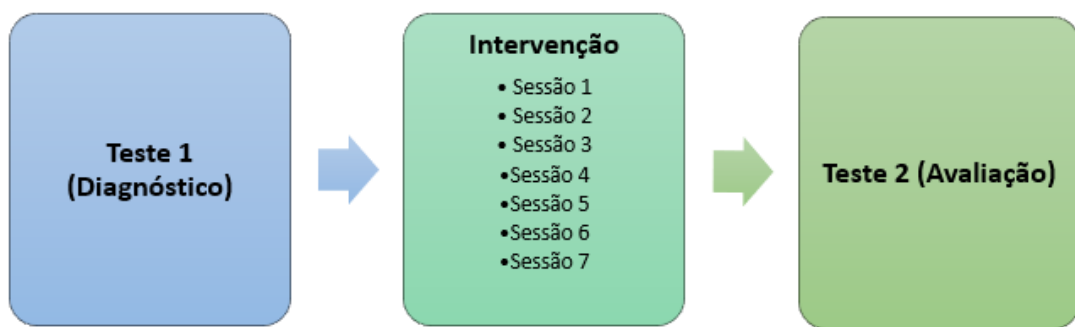 Teste 1
(Diagnóstico)
Intervenção
• Sessão 1
• Sessão 2
• Sessão 3
•Sessão 4
•Sessão 5
•Sessão 6
•Sessão 7
Teste 2 (Avaliação)